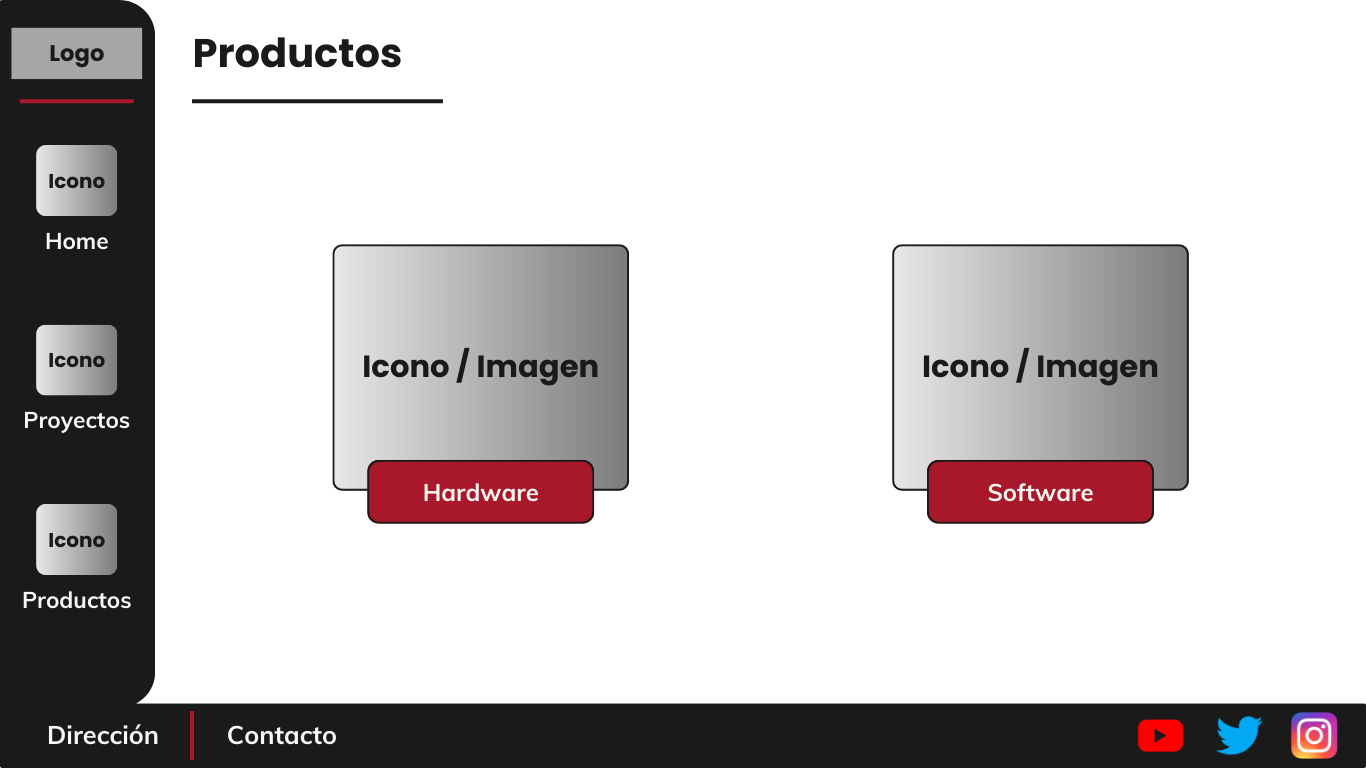 Logo
Icono
Home
Icono
Proyectos
Icono
Productos
Productos
Icono / Imagen
Hardware
Icono / Imagen
Software
Dirección
Contacto